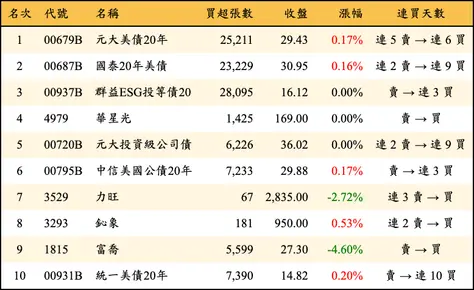 名次 代號 名稱 買超張數 收盤 漲幅 連買天數
1 00679B 元大美債20年 25,211 29.43 0.17% 連 5 賣 → 連 6 買
2 00687B 國泰20年美債 23,229 30.95 0.16% 連 2 賣 → 連 9 買
3 00937B 群益ESG投等債20 28,095 16.12 0.00% 賣 → 連 3 買
4 4979 華星光 1,425 169.00 0.00% 賣 → 買
5 00720B 元大投資級公司債 6,226 36.02 0.00% 連 2 賣 → 連 9 買
6 00795B 中信美國公債20年 7,233 29.88 0.17% 賣 → 連 3 買
7 3529 力旺 67 2,835.00 -2.72% 連 3 賣 → 買
8 3293 鈊象 181 950.00 0.53% 連 2 賣 → 買
9 1815 富喬 5,599 27.30 -4.60% 賣 → 買
10 00931B 統一美債20年 7,390 14.82 0.20% 賣 → 連 10 買